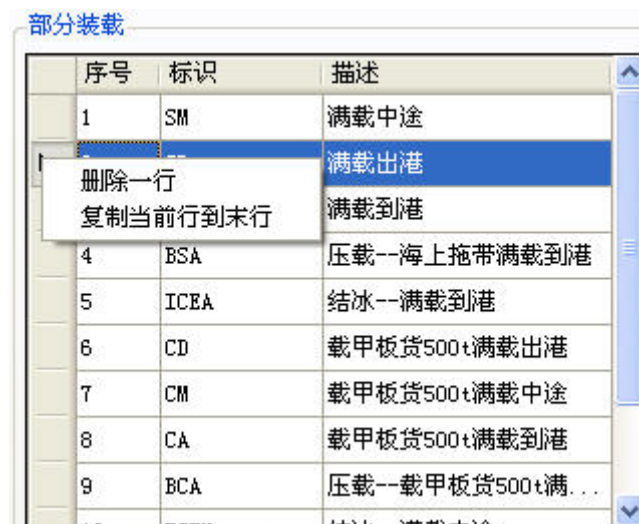 部分装载
序号 标识 描述
1 SM 满载中途
满载出港
删除一行
满载到港
复制当前行到末行
4 BSA 压载--海上拖带满载到港
5 ICEA 结冰--满载到港
6 CD 载甲板货500t满载出港
7 CM 载甲板货500t满载中途
8 CA 载甲板货500t满载到港
9 BCA 压载--载甲板货500t满...